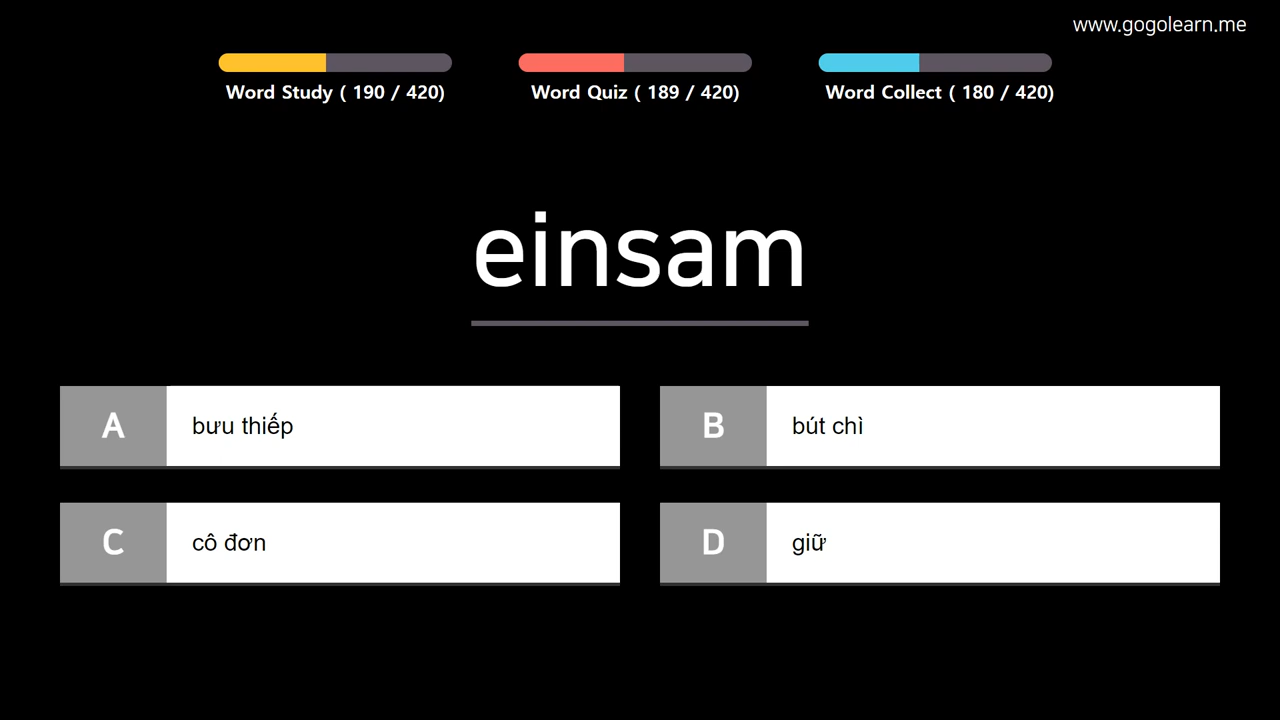 www.gogolearn.me
Word Study ( 190 / 420)
Word Quiz ( 189 / 420)
Word Collect ( 180 / 420)
einsam
A bưu thiếp
B bút chì
C cô đơn
D giữ